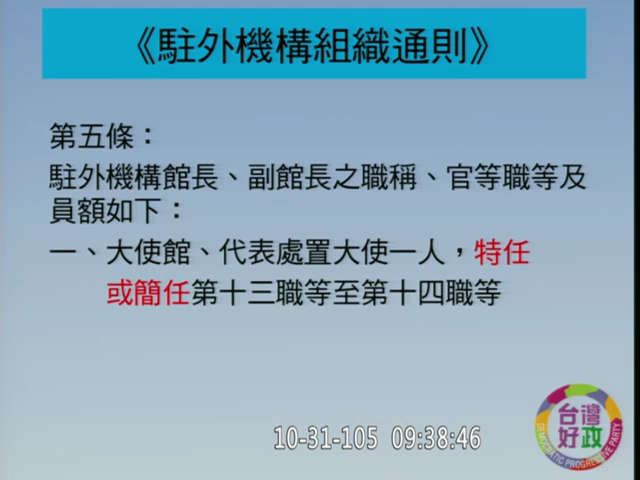 《駐外機構組織通則》
第五條：
駐外機構館長、副館長之職稱、官等職等及
員額如下：
一、大使館、代表處置大使一人，特任
或簡任第十三職等至第十四職等
台灣
好政
DEMOCRATIC PROGRESSIVE PARTY
10-31-105 09:38:46